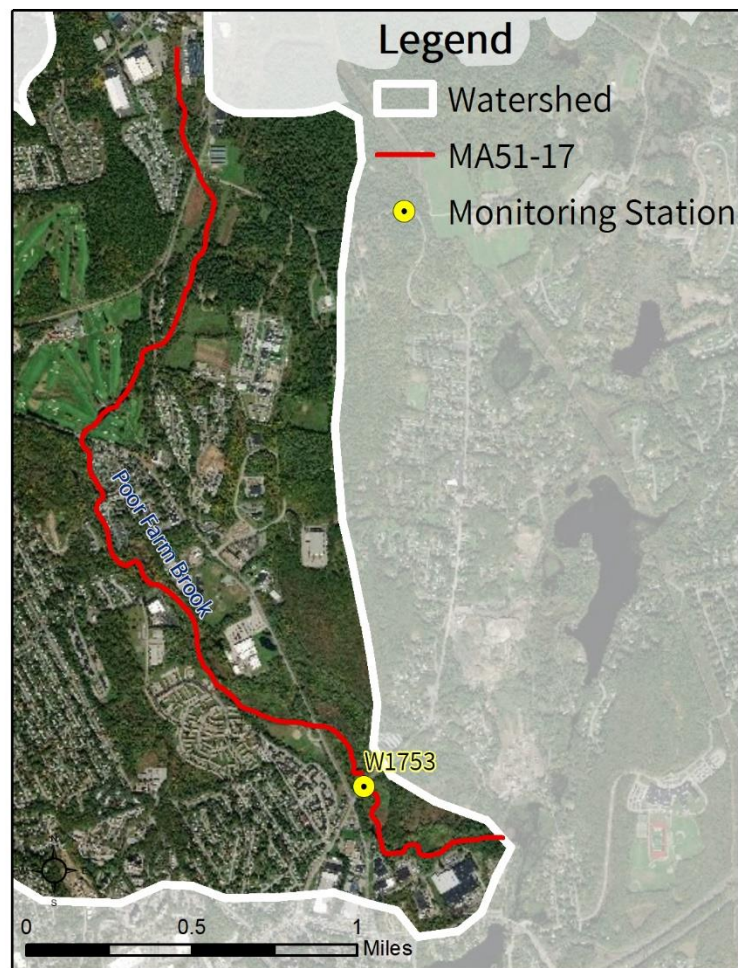 Legend
Watershed
MA51-17
Monitoring Station
Poor Farm Brook
W1753
S
0 0.5 1
Miles